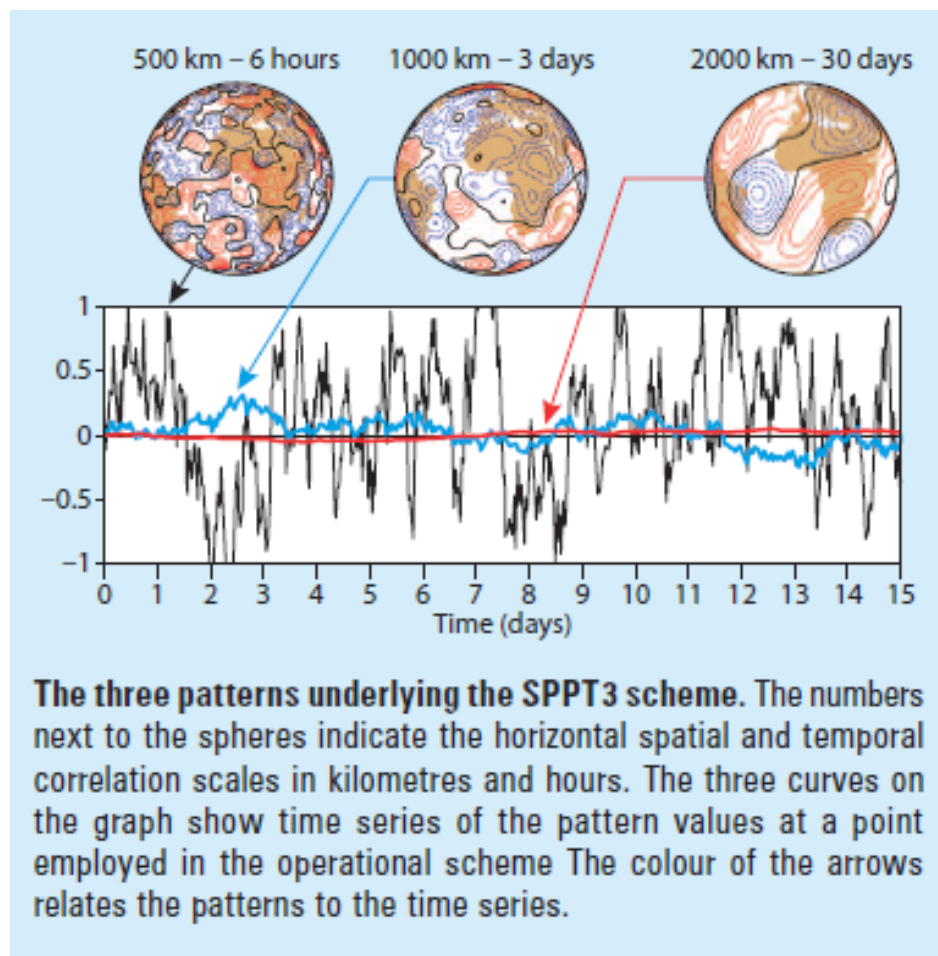 500 km – 6 hours
1000 km – 3 days
2000 km – 30 days
1
0.5
0
–0.5
–1
0 1 2 3 4 5 6 7 8 9 10 11 12 13 14 15
Time (days)
The three patterns underlying the SPPT3 scheme. The numbers
next to the spheres indicate the horizontal spatial and temporal
correlation scales in kilometres and hours. The three curves on
the graph show time series of the pattern values at a point
employed in the operational scheme The colour of the arrows
relates the patterns to the time series.